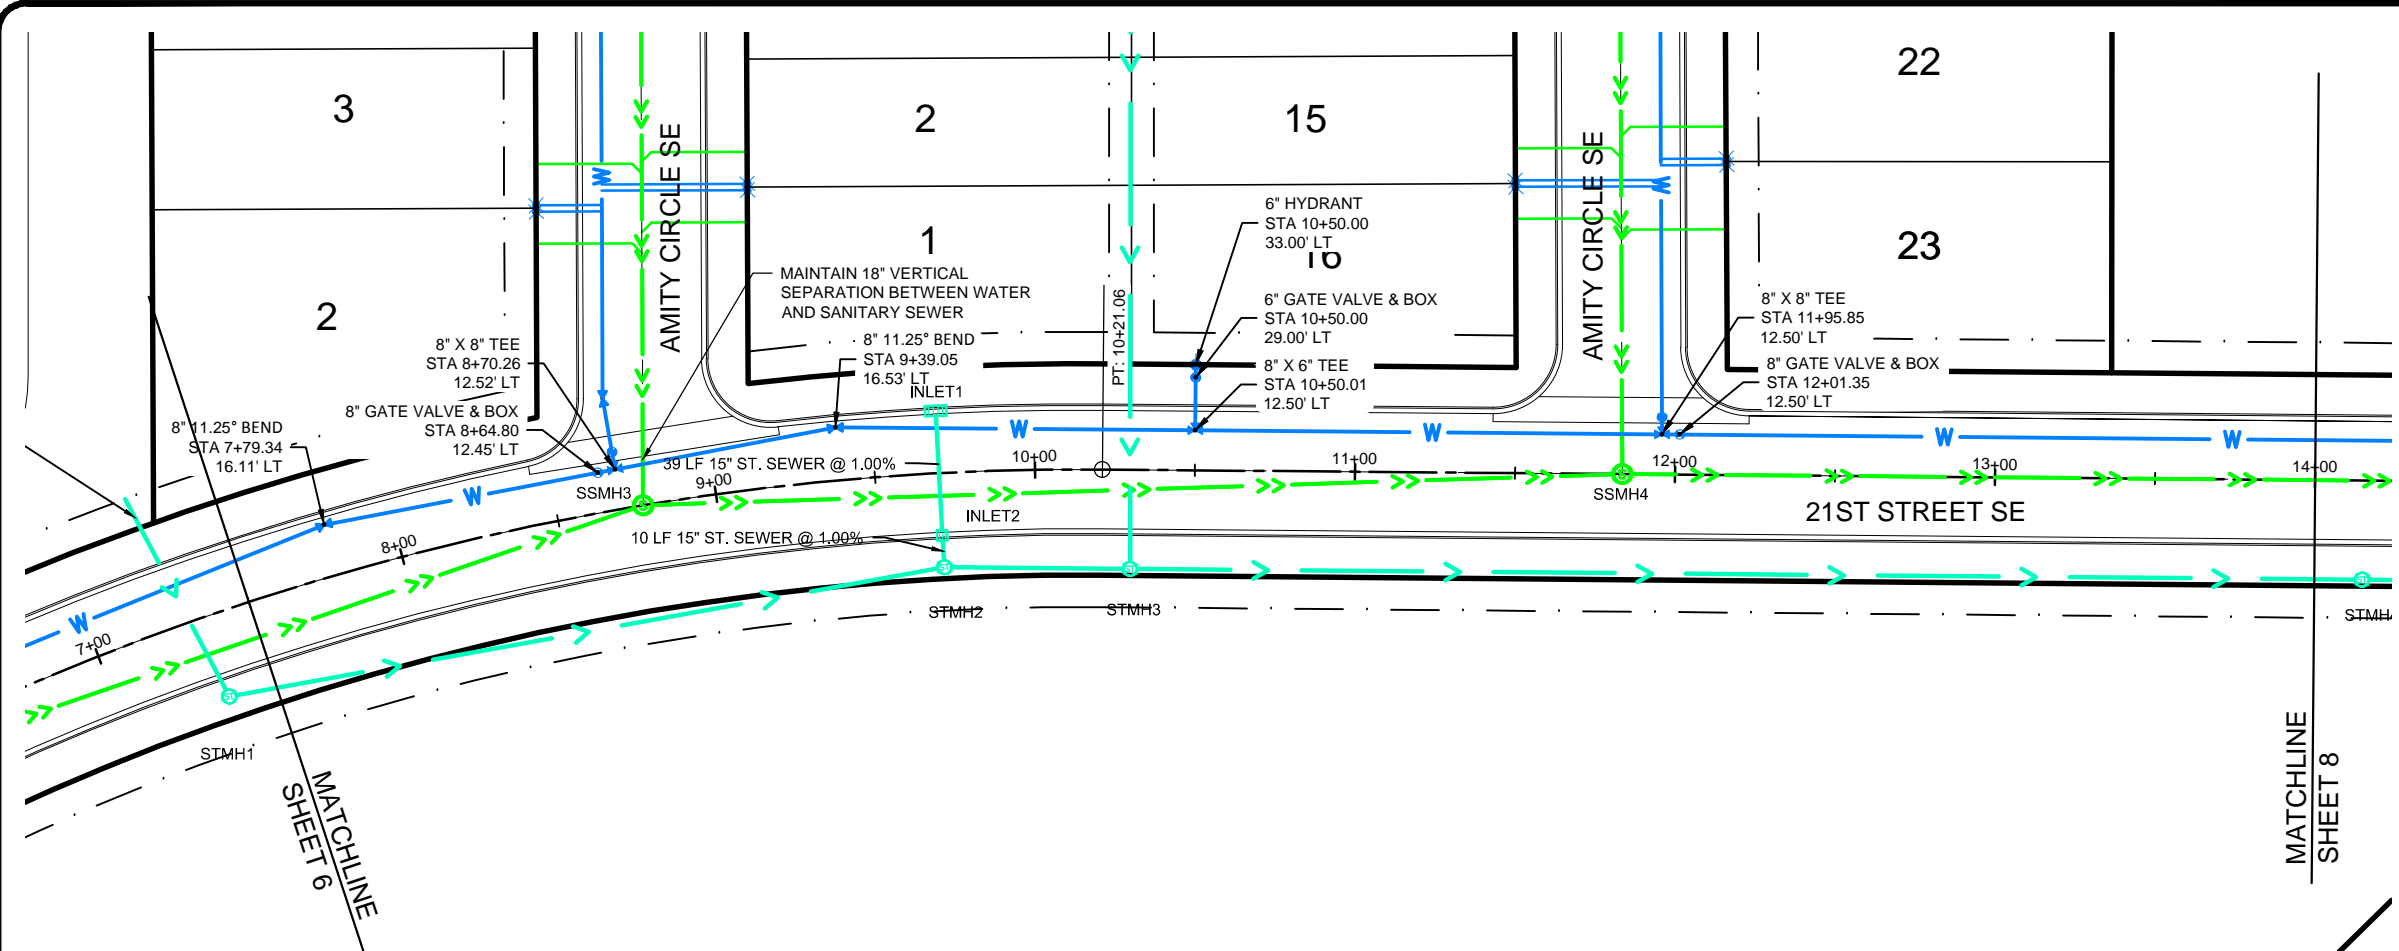 3
2
15
22
2
1
16
23
AMITY CIRCLE SE
AMITY CIRCLE SE
6" HYDRANT
STA 10+50.00
33.00' LT
MAINTAIN 18" VERTICAL
SEPARATION BETWEEN WATER
AND SANITARY SEWER
6" GATE VALVE & BOX
STA 10+50.00
29.00' LT
8" X 8" TEE
STA 11+95.85
12.50' LT
8" X 8" TEE
STA 8+70.26
12.52' LT
8" 11.25° BEND
STA 9+39.05
16.53' LT
PT: 10+21.06
8" X 6" TEE
STA 10+50.01
12.50' LT
8" GATE VALVE & BOX
STA 12+01.35
12.50' LT
8" GATE VALVE & BOX
STA 8+64.80
12.45' LT
8" 11.25° BEND
STA 7+79.34
16.11' LT
INLET1
W
W
W
W
W
W
W
W
W
39 LF 15" ST. SEWER @ 1.00%
SSMH3
SSMH4
INLET2
10 LF 15" ST. SEWER @ 1.00%
7+00
8+00
9+00
10+00
11+00
12+00
13+00
14+00
21ST STREET SE
ST
ST
ST
ST
STMH1
STMH2
STMH3
STMH4
MATCHLINE
SHEET 6
MATCHLINE
SHEET 8